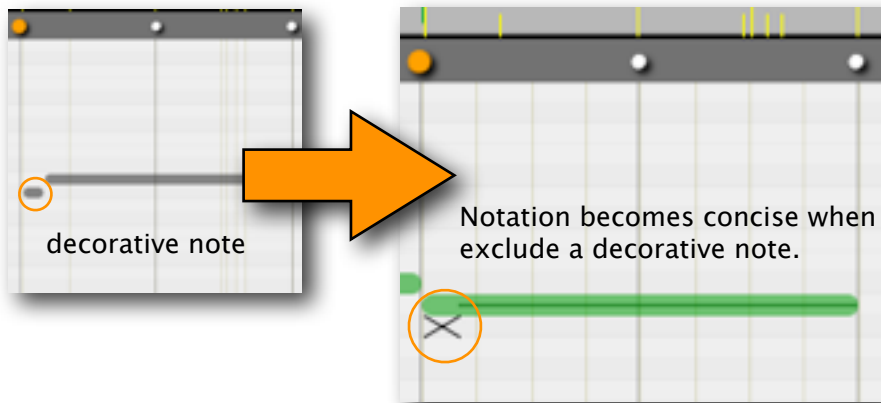 decorative note
Notation becomes concise when
exclude a decorative note.